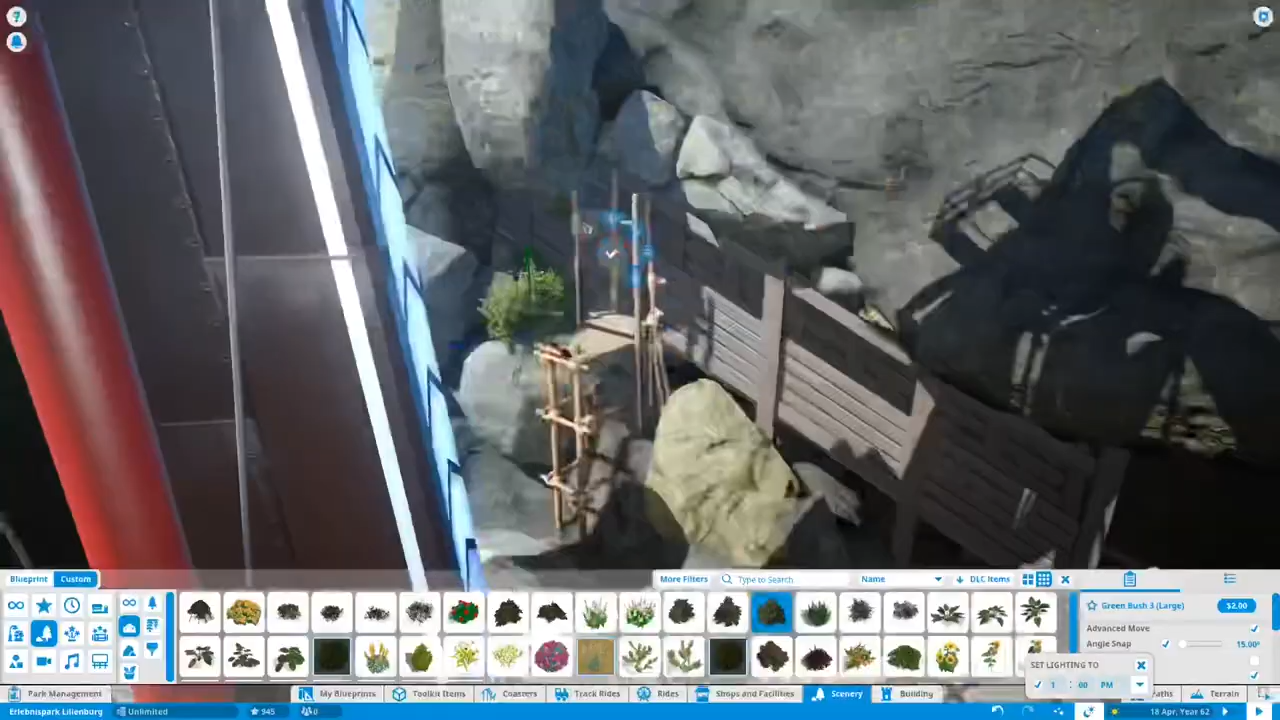 Blueprint Custom
More Filters Type to Search Name DLC Items
Green Bush 3 (Large) $2.00
Advanced Move
Angle Snap 15.00°
SET LIGHTING TO
1 : 00 PM
Park Management My Blueprints Toolkit Items Coasters Track Rides Rides Shops and Facilities Scenery Building Paths Terrain
Erlebnispark Lilienburg Unlimited 945 0 18 Apr, Year 62